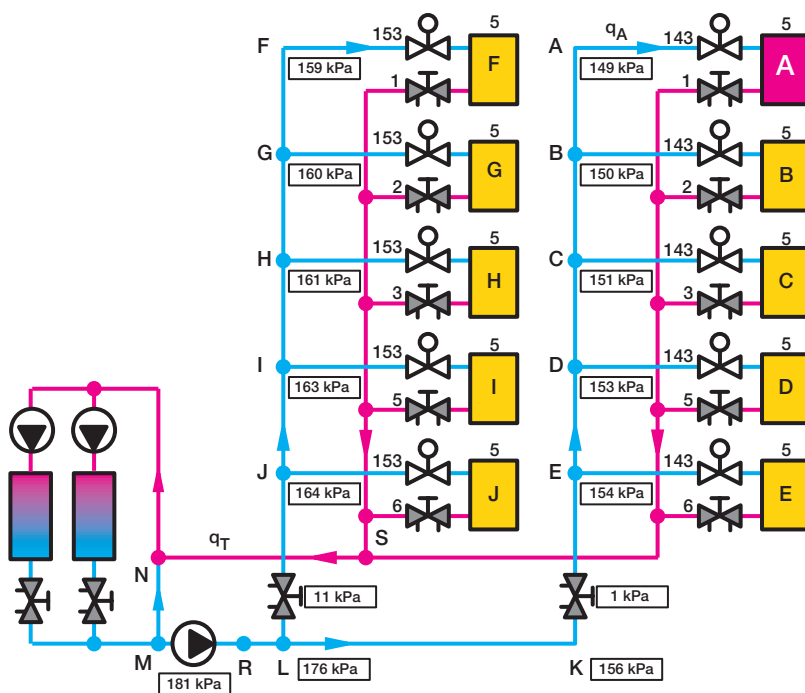 F 153 5 A qA 143 5
159 kPa F 149 kPa A
1 1
G 153 5 B 143 5
160 kPa G 150 kPa B
2 2
H 153 5 C 143 5
161 kPa H 151 kPa C
3 3
I 153 5 D 143 5
163 kPa I 153 kPa D
5 5
J 153 5 E 143 5
164 kPa J 154 kPa E
6 6
qT S
N
11 kPa 1 kPa
M R L 176 kPa K 156 kPa
181 kPa